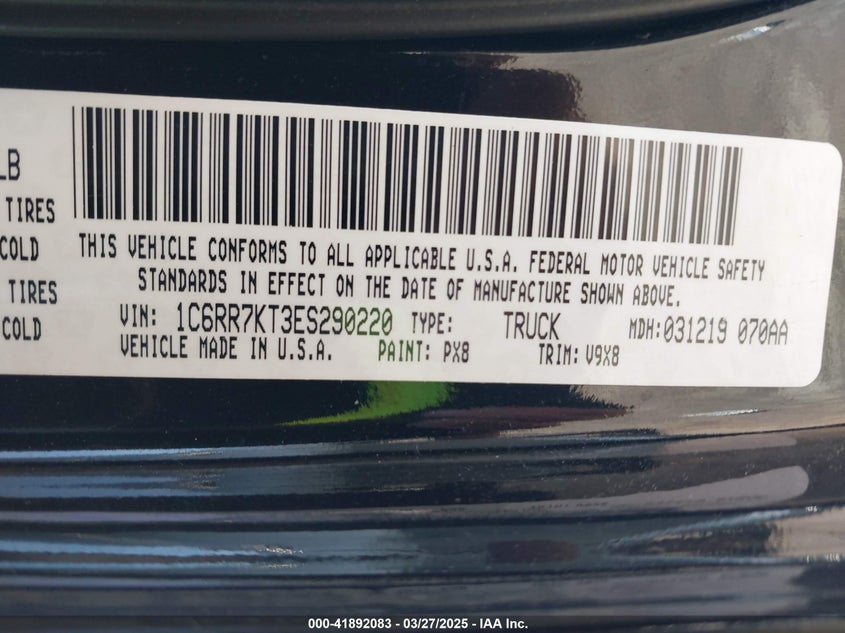 LB
TIRES
COLD
TIRES
COLD
THIS VEHICLE CONFORMS TO ALL APPLICABLE U.S.A. FEDERAL MOTOR VEHICLE SAFETY
STANDARDS IN EFFECT ON THE DATE OF MANUFACTURE SHOWN ABOVE.
VIN: 1C6RR7KT3ES290220 TYPE: TRUCK MDH:031219 070AA
VEHICLE MADE IN U.S.A. PAINT: PX8 TRIM: V9X8
000-41892083 — 03/27/2025 — IAA Inc.